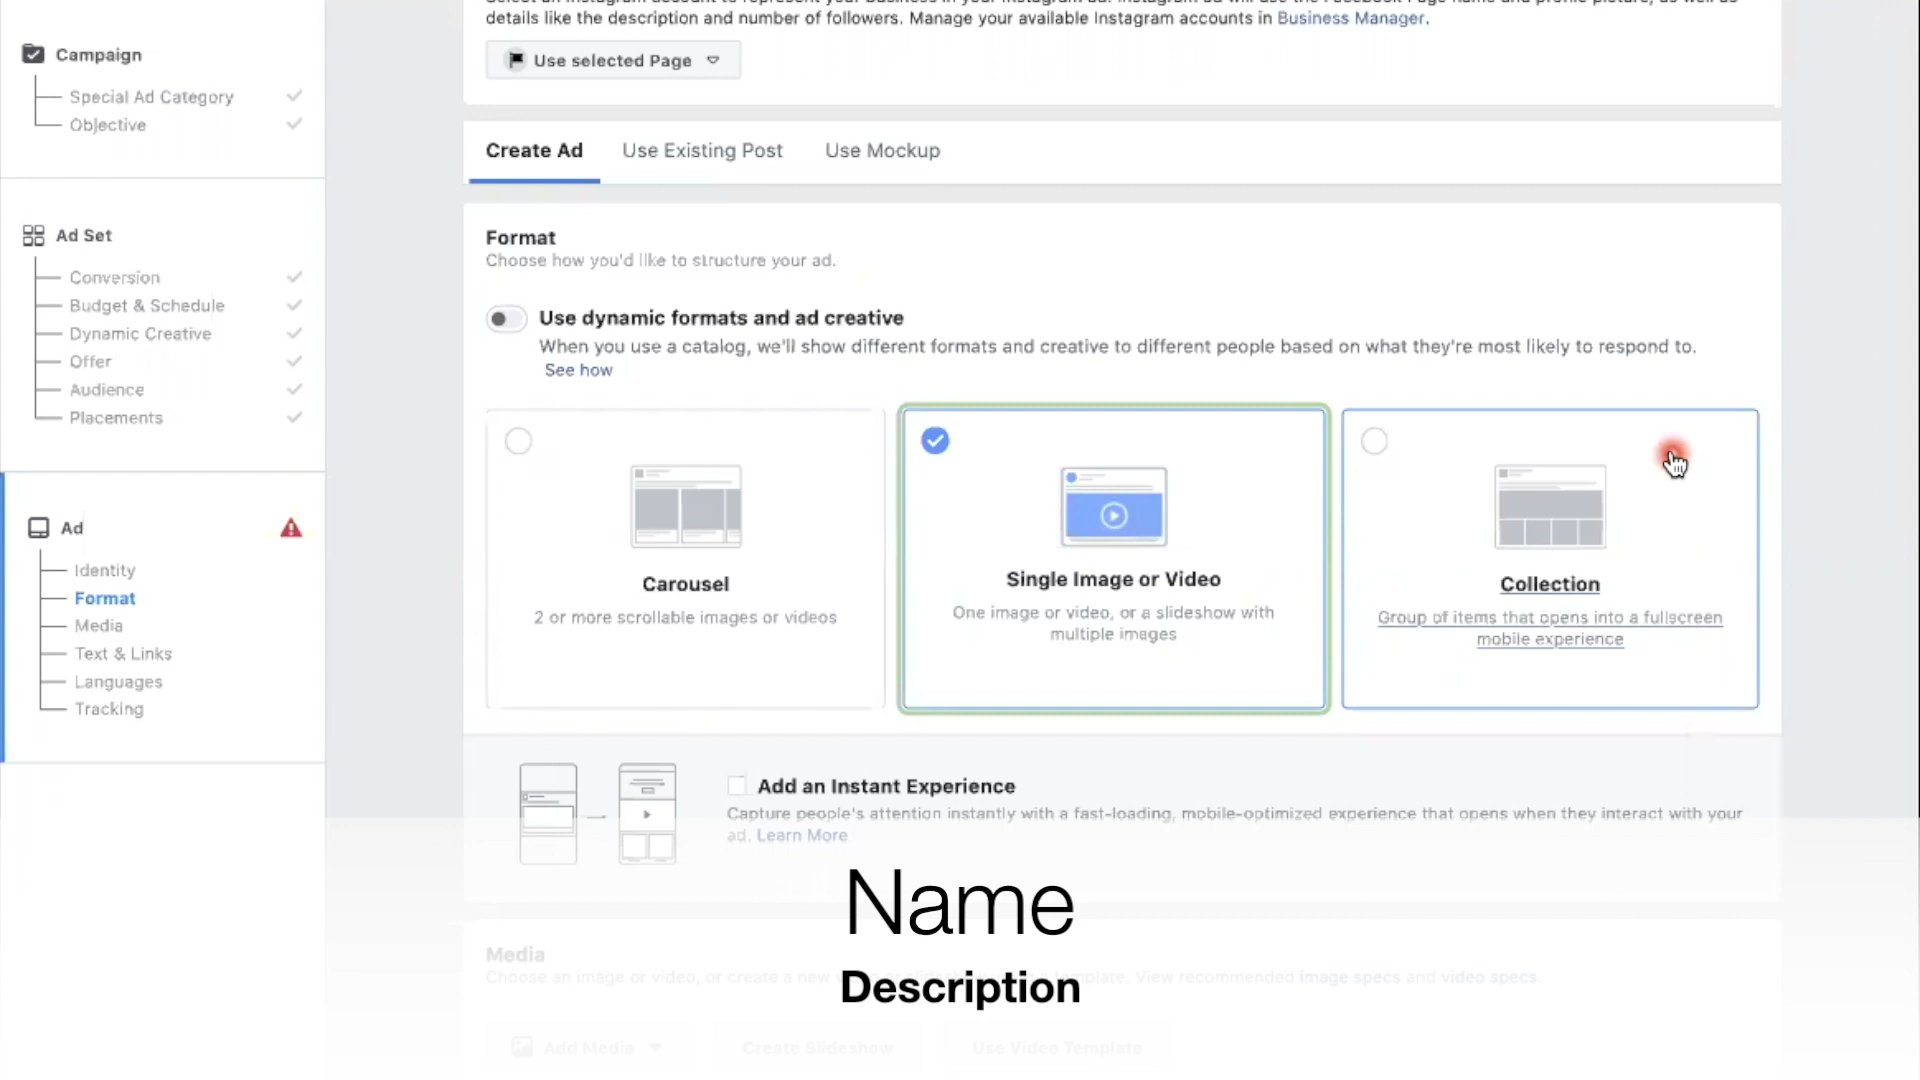 details like the description and number of followers. Manage your available Instagram accounts in Business Manager.
Use selected Page
Campaign
Special Ad Category
Objective
Create Ad
Use Existing Post
Use Mockup
Ad Set
Conversion
Budget & Schedule
Dynamic Creative
Offer
Audience
Placements
Format
Choose how you'd like to structure your ad.
Use dynamic formats and ad creative
When you use a catalog, we'll show different formats and creative to different people based on what they're most likely to respond to.
See how
Carousel
2 or more scrollable images or videos
Single Image or Video
One image or video, or a slideshow with
multiple images
Collection
Group of items that opens into a fullscreen
mobile experience
Ad
Identity
Format
Media
Text & Links
Languages
Tracking
Add an Instant Experience
Capture people's attention instantly with a fast-loading, mobile-optimized experience that opens when they interact with your
ad. Learn More
Name
Media
Choose an image or video, or create a new template. View recommended image specs and video specs.
Description
Add Media
Create Slideshow
Use Video Template